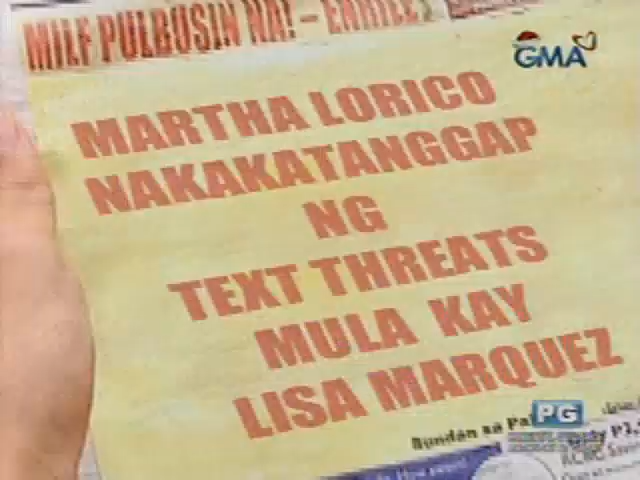 MILF PULBUSIN NA! - ENRILE
GMA
MARTHA LORICO
NAKAKATANGGAP
NG
TEXT THREATS
MULA KAY
LISA MARQUEZ
PG